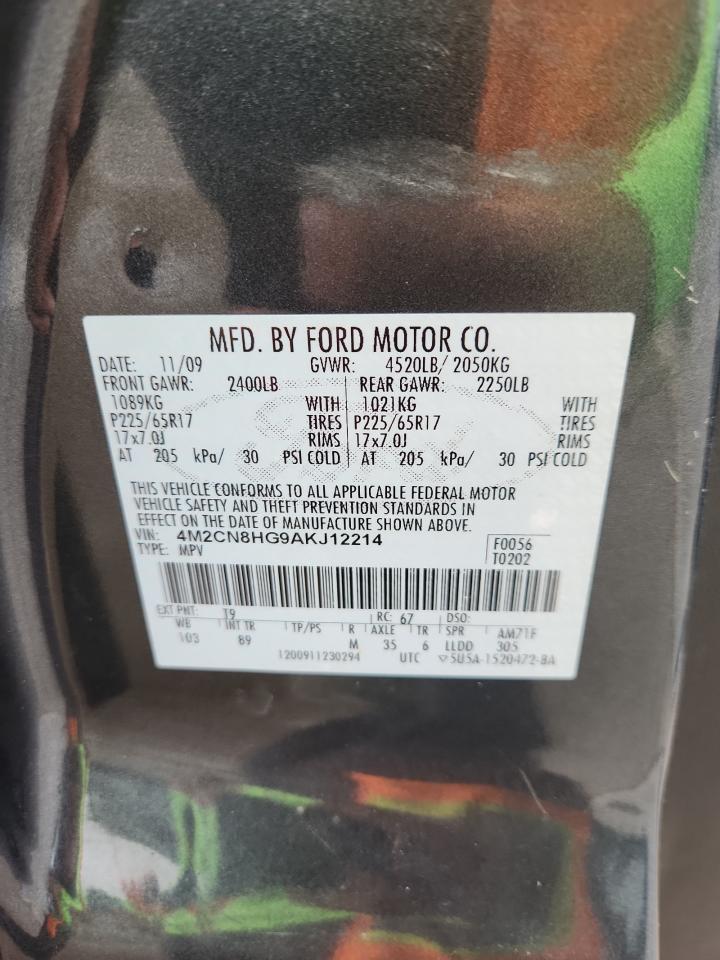 MFD. BY FORD MOTOR CO.
DATE: 11/09 GVWR: 4520LB/ 2050KG
FRONT GAWR: 2400LB REAR GAWR: 2250LB
1089KG WITH 1021KG WITH
P225/65R17 TIRES P225/65R17 TIRES
17x7.0J RIMS 17x7.0J RIMS
AT 205 kPa/ 30 PSI COLD AT 205 kPa/ 30 PSI COLD
THIS VEHICLE CONFORMS TO ALL APPLICABLE FEDERAL MOTOR
VEHICLE SAFETY AND THEFT PREVENTION STANDARDS IN
EFFECT ON THE DATE OF MANUFACTURE SHOWN ABOVE.
VIN: 4M2CN8HG9AKJ12214 F0056
TYPE: MPV T0202
EXT PNT: T9 RC: 67 DSO:
WB INT TR TP/PS R AXLE TR SPR AM71F
103 89 M 35 6 LLDD 305
1200911230294 UTC ▽5U5A-1520472-BA